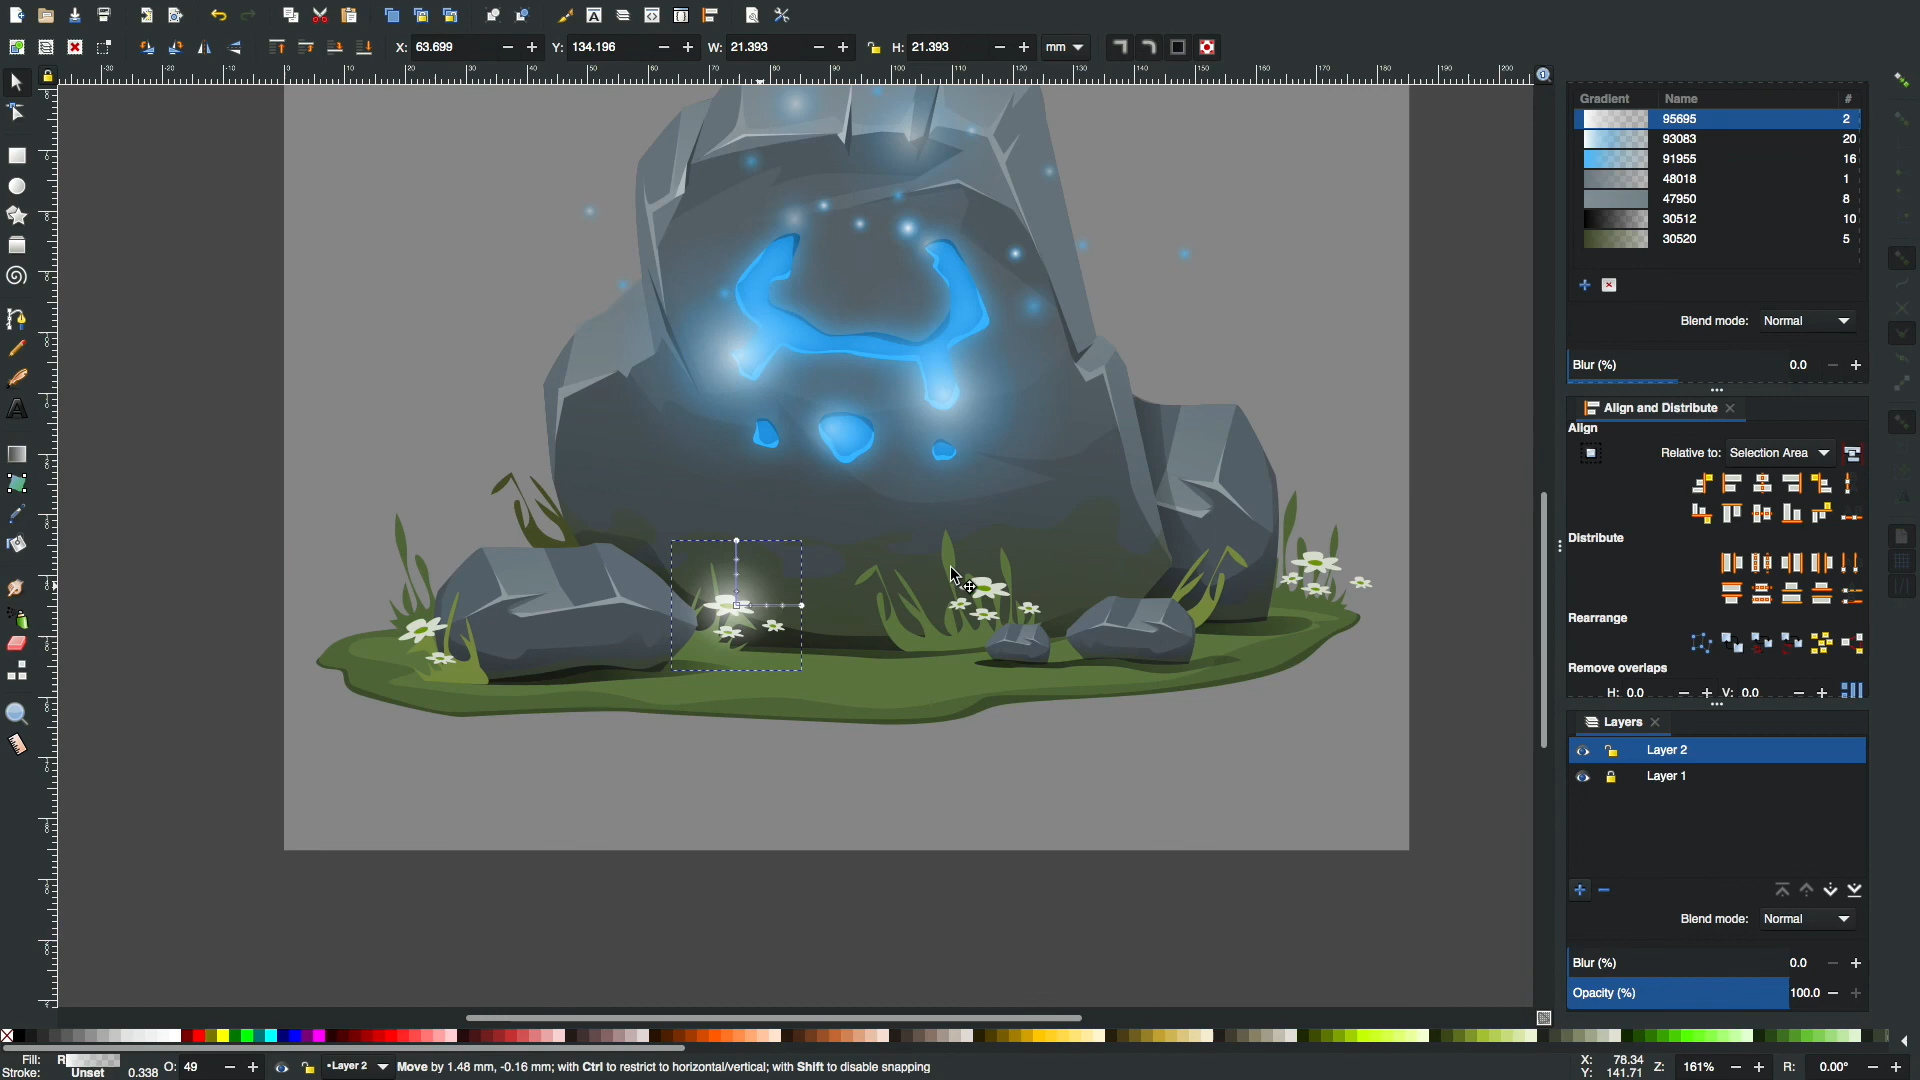 X: 63.699 Y: 134.196 W: 21.393 H: 21.393 mm
Gradient Name #
95695 2
93083 20
91955 16
48018 1
47950 8
30512 10
30520 5
Blend mode: Normal
Blur (%) 0.0
Align and Distribute
Align
Relative to: Selection Area
Distribute
Rearrange
Remove overlaps
H: 0.0 V: 0.0
Layers
Layer 2
Layer 1
Blend mode: Normal
Blur (%) 0.0
Opacity (%) 100.0
Fill: R
Stroke: Unset 0.338 O: 49 •Layer 2 Move by 1.48 mm, -0.16 mm; with Ctrl to restrict to horizontal/vertical; with Shift to disable snapping
X: 78.34
Y: 141.71 Z: 161% R: 0.00°